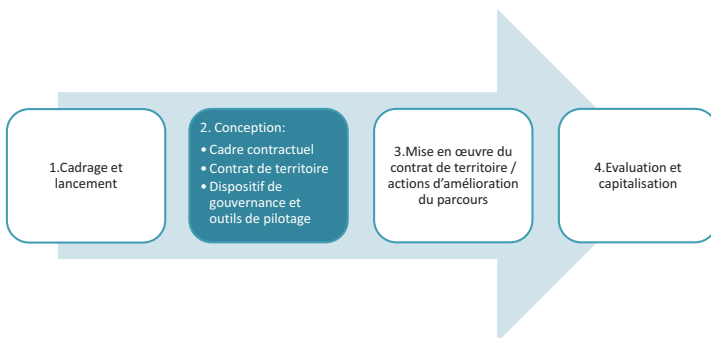 1.Cadrage et
lancement
2. Conception:
• Cadre contractuel
• Contrat de territoire
• Dispositif de
gouvernance et
outils de pilotage
3.Mise en œuvre du
contrat de territoire /
actions d’amélioration
du parcours
4.Evaluation et
capitalisation